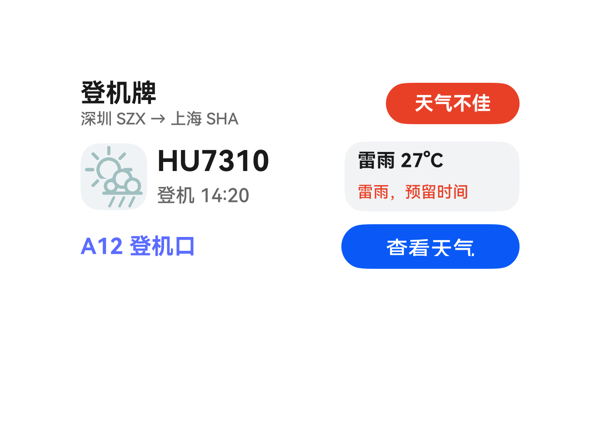 登机牌
天气不佳
深圳 SZX → 上海 SHA
HU7310
登机 14:20
雷雨 27°C
雷雨，预留时间
A12 登机口
查看天气